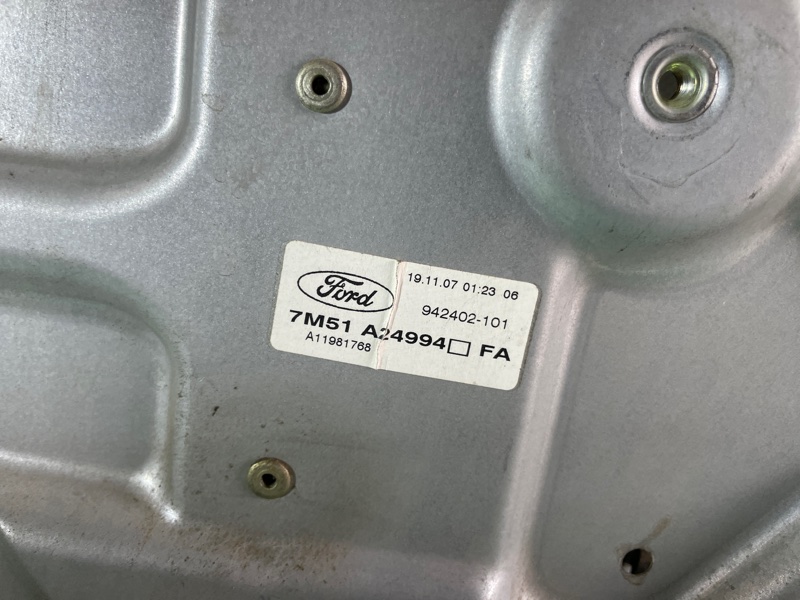 Ford
19.11.07 01:23 06
942402-101
7M51 A24994□ FA
A11981768